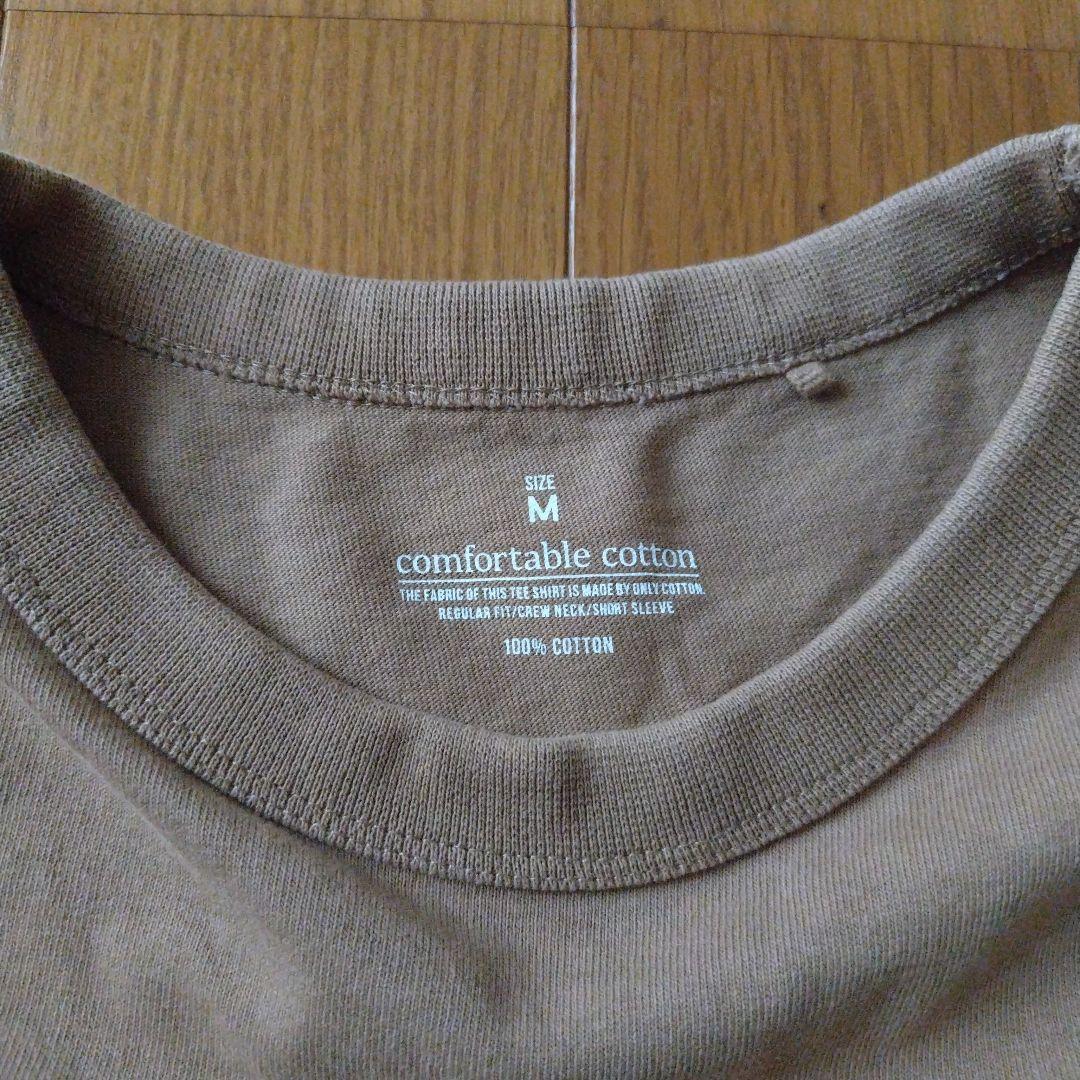 SIZE
M
comfortable cotton
THE FABRIC OF THIS TEE SHIRT IS MADE BY ONLY COTTON.
REGULAR FIT/CREW NECK/SHORT SLEEVE
100% COTTON